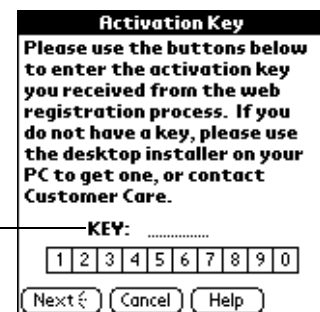 Activation Key
Please use the buttons below
to enter the activation key
you received from the web
registration process. If you
do not have a key, please use
the desktop installer on your
PC to get one, or contact
Customer Care.
KEY: ...............
1 2 3 4 5 6 7 8 9 0
Next Cancel Help